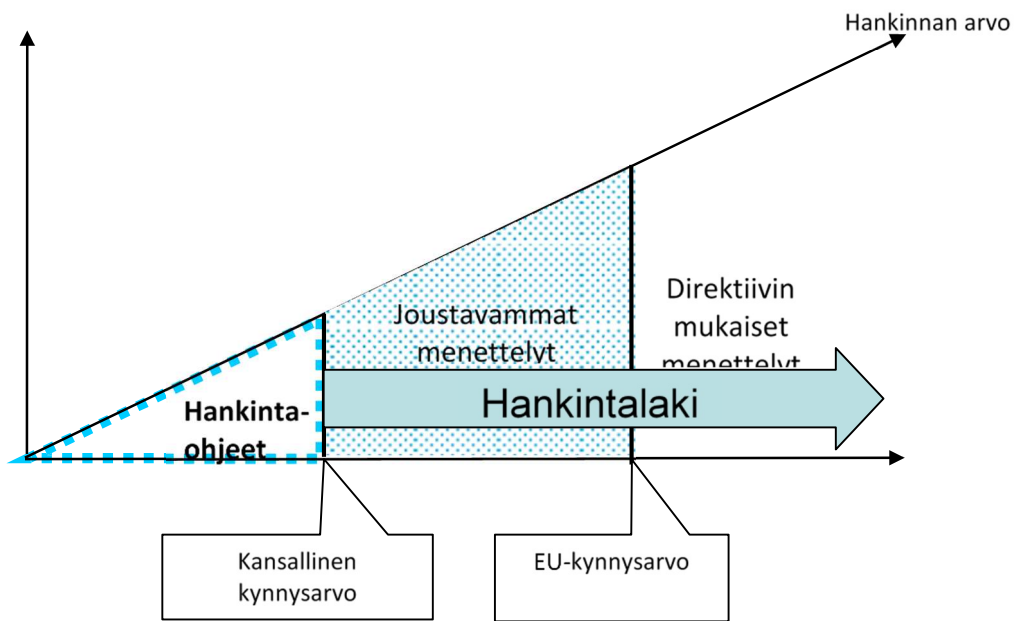 Hankinnan arvo
Direktiivin
mukaiset
menettelyt
Joustavammat
menettelyt
Hankintalaki
Hankinta-
ohjeet
Kansallinen
kynnysarvo
EU-kynnysarvo